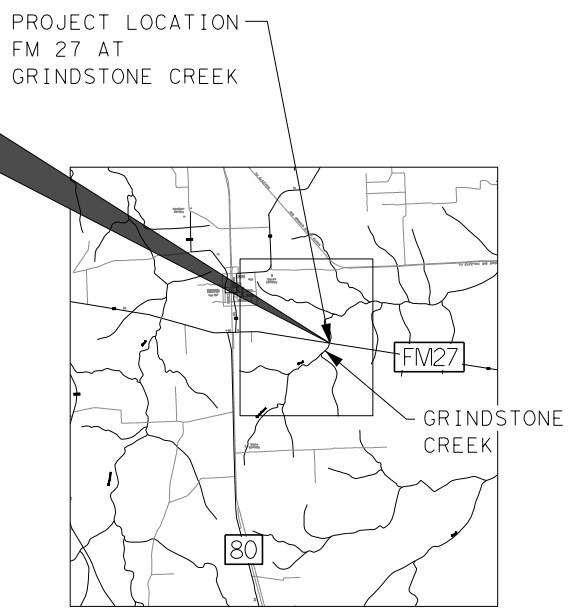 PROJECT LOCATION
FM 27 AT
GRINDSTONE CREEK
FM27
GRINDSTONE
CREEK
80